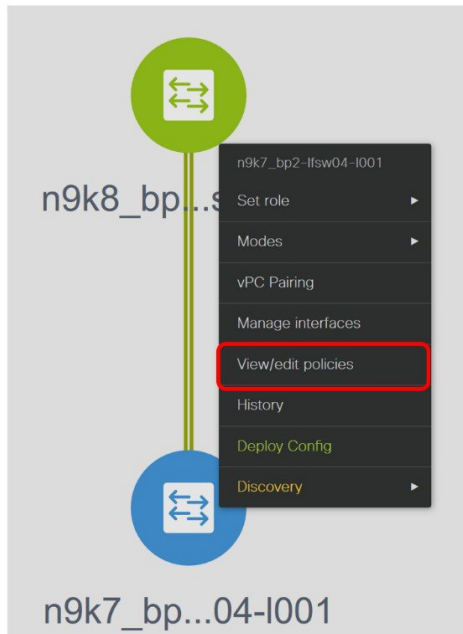 n9k7_bp2-lfsw04-l001
n9k8_bp...s
Set role
Modes
vPC Pairing
Manage interfaces
View/edit policies
History
Deploy Config
Discovery
n9k7_bp...04-l001